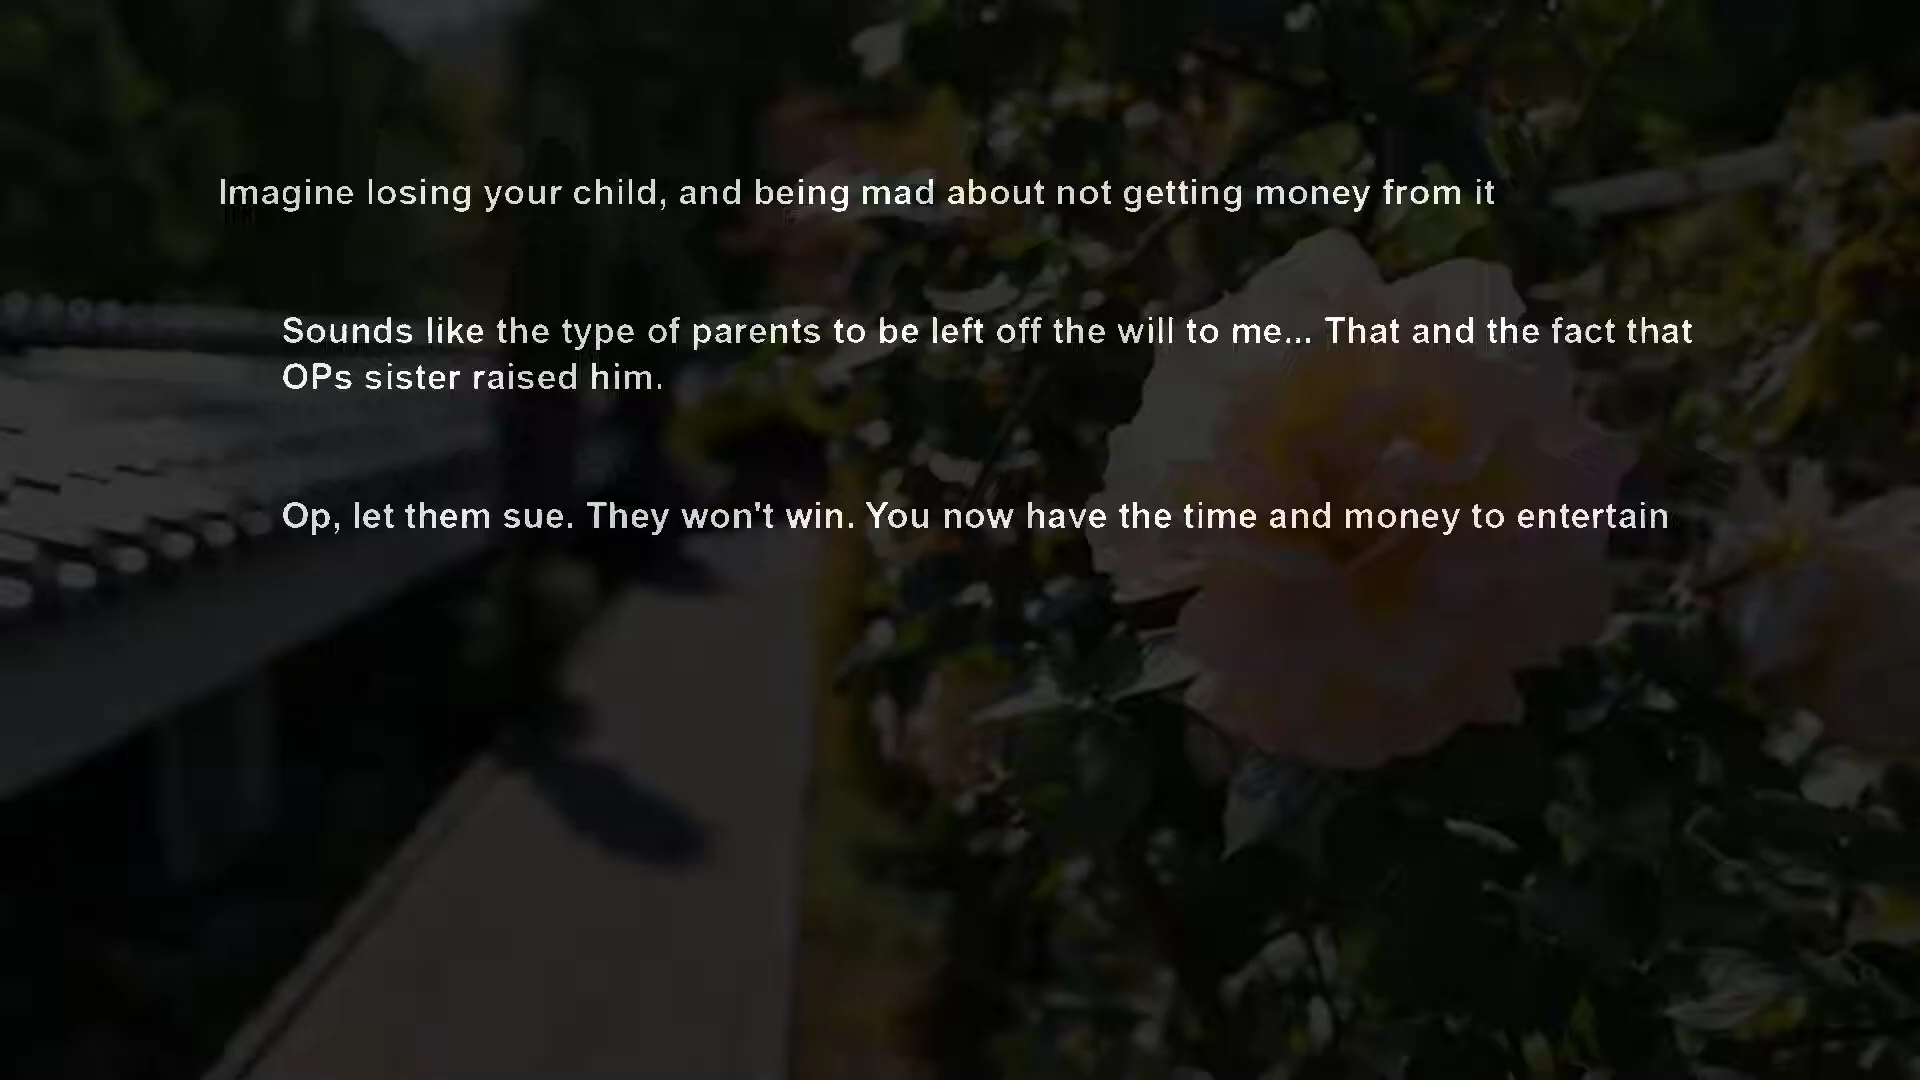 Imagine losing your child, and being mad about not getting money from it
Sounds like the type of parents to be left off the will to me... That and the fact that
OPs sister raised him.
Op, let them sue. They won't win. You now have the time and money to entertain